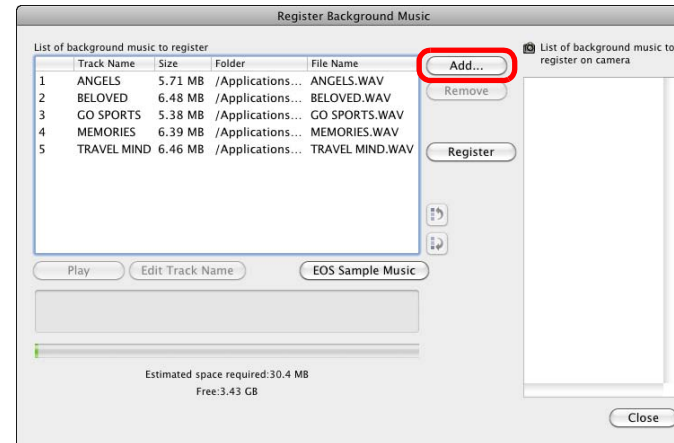 Register Background Music
List of background music to register
Track Name Size Folder File Name
1 ANGELS 5.71 MB /Applications... ANGELS.WAV
2 BELOVED 6.48 MB /Applications... BELOVED.WAV
3 GO SPORTS 5.38 MB /Applications... GO SPORTS.WAV
4 MEMORIES 6.39 MB /Applications... MEMORIES.WAV
5 TRAVEL MIND 6.46 MB /Applications... TRAVEL MIND.WAV
Add...
Remove
Register
Play
Edit Track Name
EOS Sample Music
Estimated space required:30.4 MB
Free:3.43 GB
List of background music to
register on camera
Close